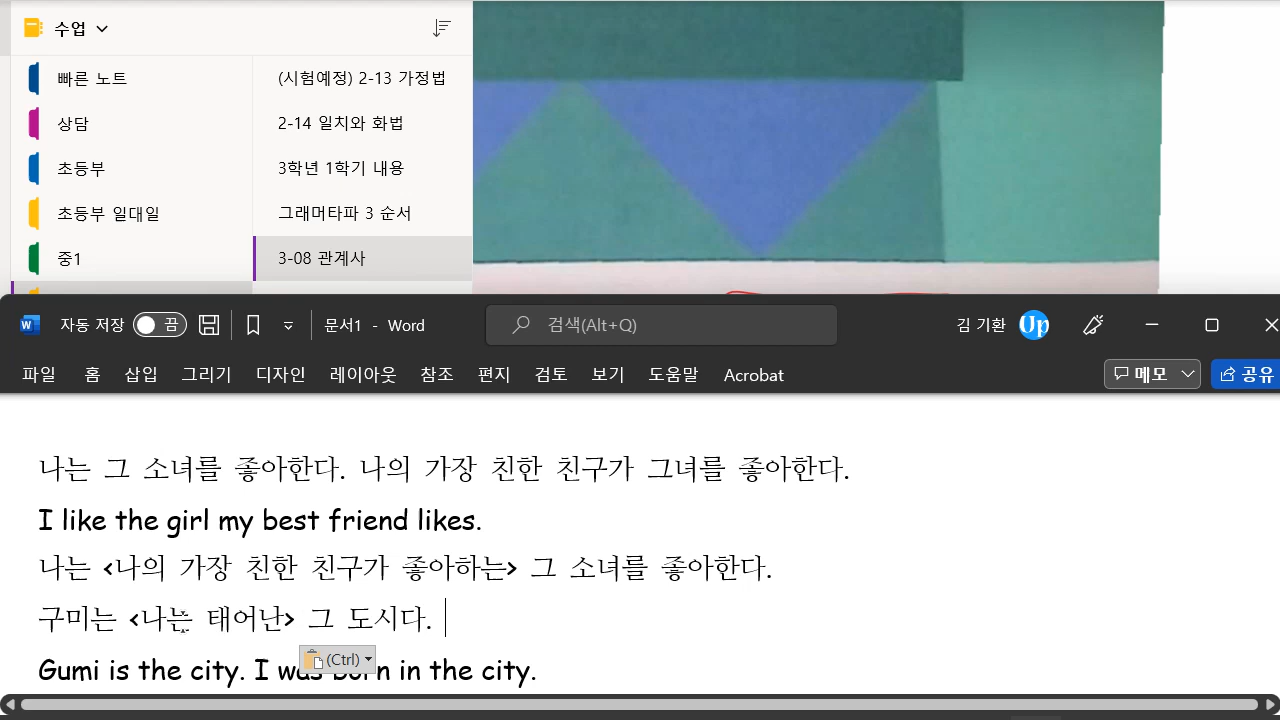 수업
빠른 노트
상담
초등부
초등부 일대일
중1
(시험예정) 2-13 가정법
2-14 일치와 화법
3학년 1학기 내용
그래머타파 3 순서
3-08 관계사
자동 저장 끔
문서1 - Word
검색(Alt+Q)
김 기환
Up
파일 홈 삽입 그리기 디자인 레이아웃 참조 편지 검토 보기 도움말 Acrobat
메모
공유
나는 그 소녀를 좋아한다. 나의 가장 친한 친구가 그녀를 좋아한다.
I like the girl my best friend likes.
나는 <나의 가장 친한 친구가 좋아하는> 그 소녀를 좋아한다.
구미는 <나는 태어난> 그 도시다.
(Ctrl)
Gumi is the city. I was born in the city.